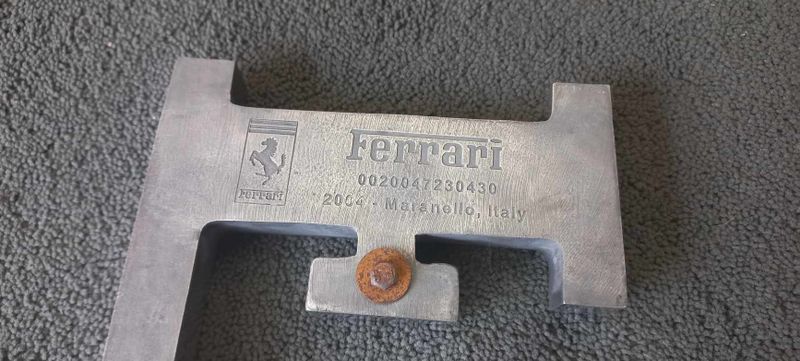 Ferrari
Ferrari
0020047230430
2004 - Maranello, Italy